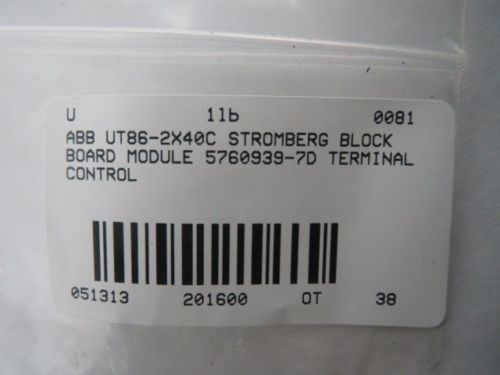 U 1lb 0081
ABB UT86-2X40C STROMBERG BLOCK
BOARD MODULE 5760939-7D TERMINAL
CONTROL
051313 201600 OT 38